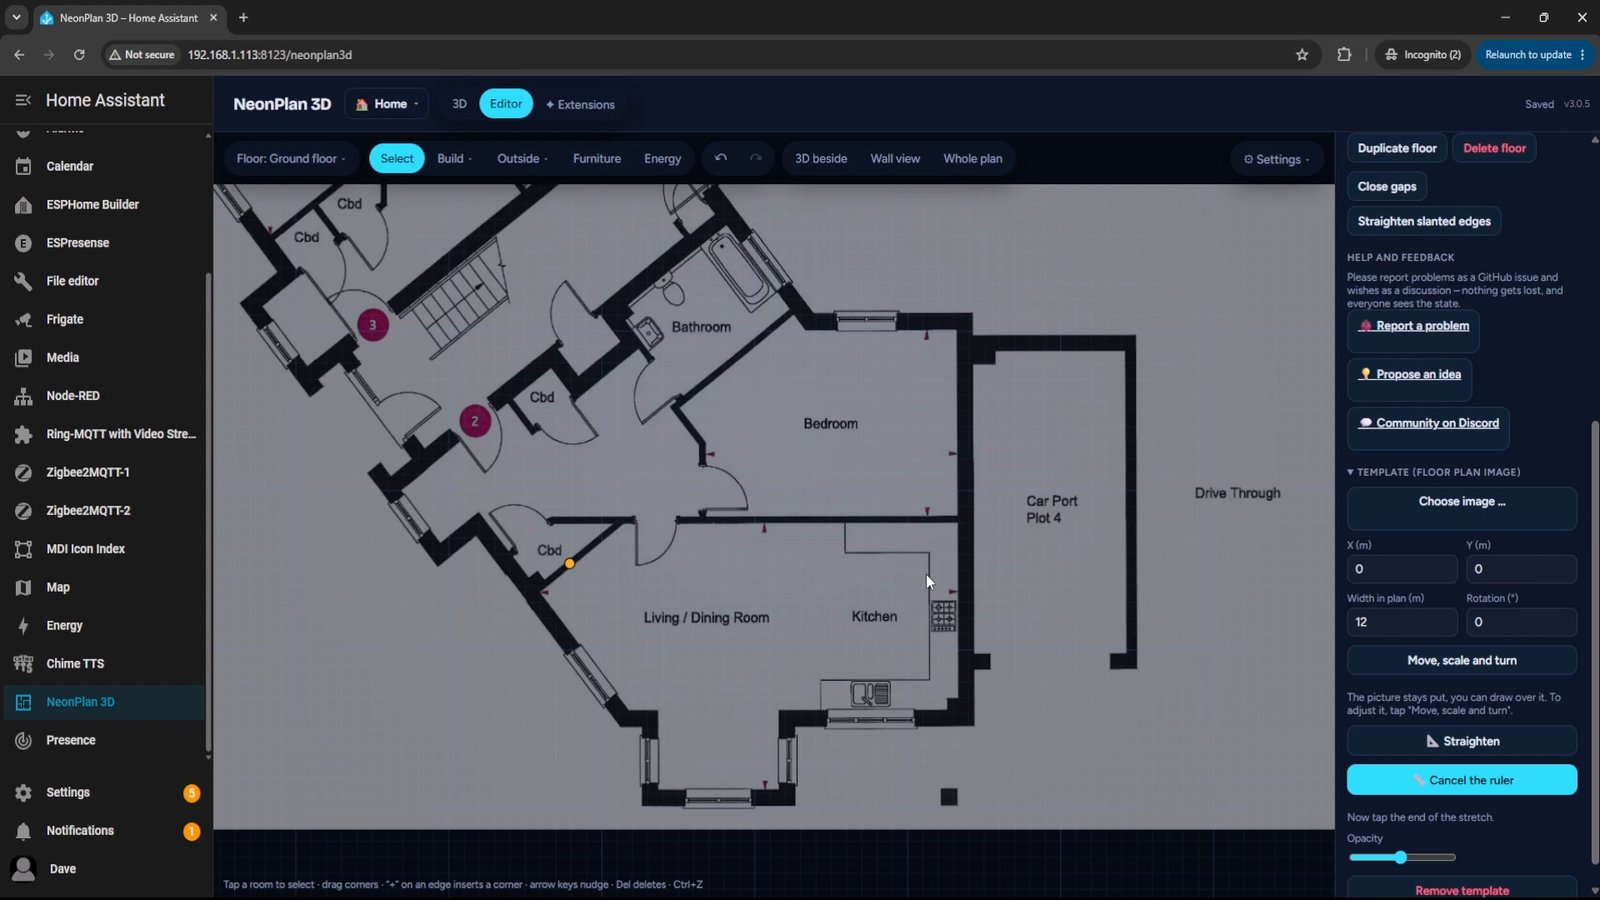 NeonPlan 3D – Home Assistant
Not secure
192.168.1.113:8123/neonplan3d
Incognito (2)
Relaunch to update
Home Assistant
Calendar
ESPHome Builder
ESPresense
File editor
Frigate
Media
Node-RED
Ring-MQTT with Video Stre...
Zigbee2MQTT-1
Zigbee2MQTT-2
MDI Icon Index
Map
Energy
Chime TTS
NeonPlan 3D
Presence
Settings
5
Notifications
1
Dave
NeonPlan 3D
Home
3D
Editor
+ Extensions
Saved v3.0.5
Floor: Ground floor
Select
Build
Outside
Furniture
Energy
3D beside
Wall view
Whole plan
Settings
Cbd
Cbd
3
Bathroom
Cbd
2
Bedroom
Car Port
Plot 4
Drive Through
Cbd
Living / Dining Room
Kitchen
Tap a room to select · drag corners · "+" on an edge inserts a corner · arrow keys nudge · Del deletes · Ctrl+Z
Duplicate floor
Delete floor
Close gaps
Straighten slanted edges
HELP AND FEEDBACK
Please report problems as a GitHub issue and
wishes as a discussion – nothing gets lost, and
everyone sees the state.
Report a problem
Propose an idea
Community on Discord
TEMPLATE (FLOOR PLAN IMAGE)
Choose image ...
X (m)
Y (m)
0
0
Width in plan (m)
Rotation (°)
12
0
Move, scale and turn
The picture stays put, you can draw over it. To
adjust it, tap "Move, scale and turn".
Straighten
Cancel the ruler
Now tap the end of the stretch.
Opacity
Remove template